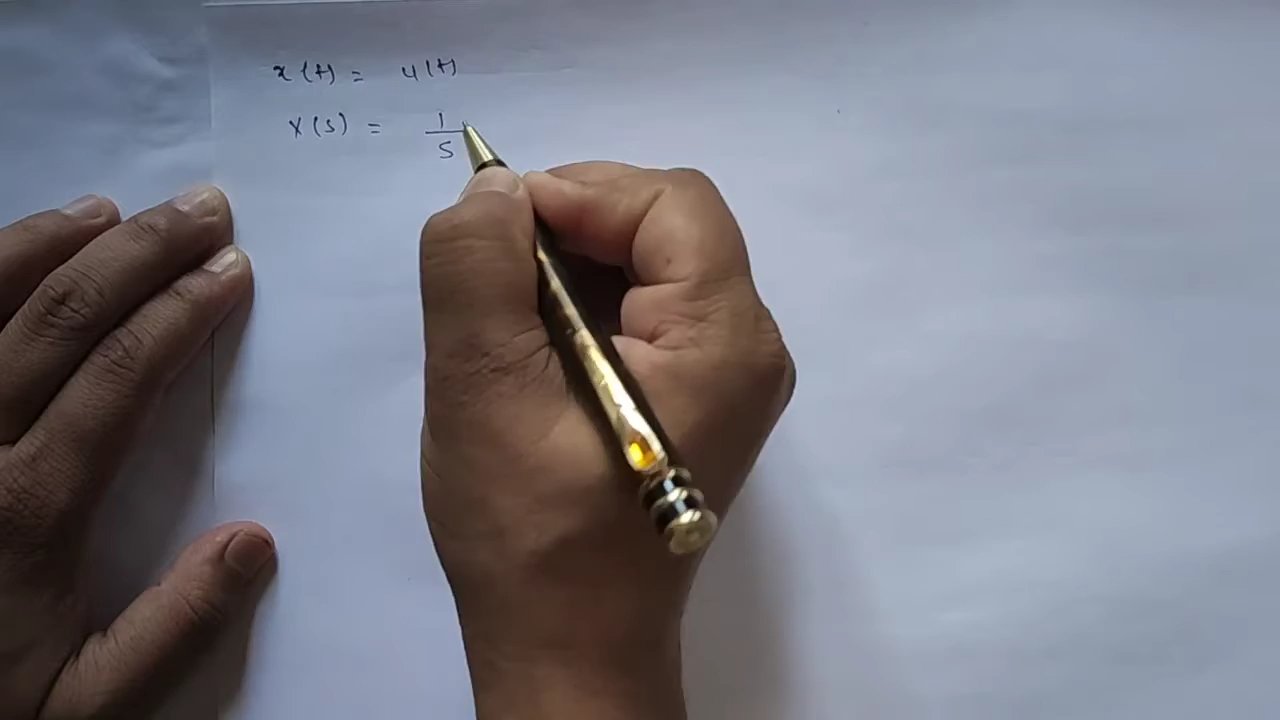 x(t) = u(t)
X(s) = 1/s